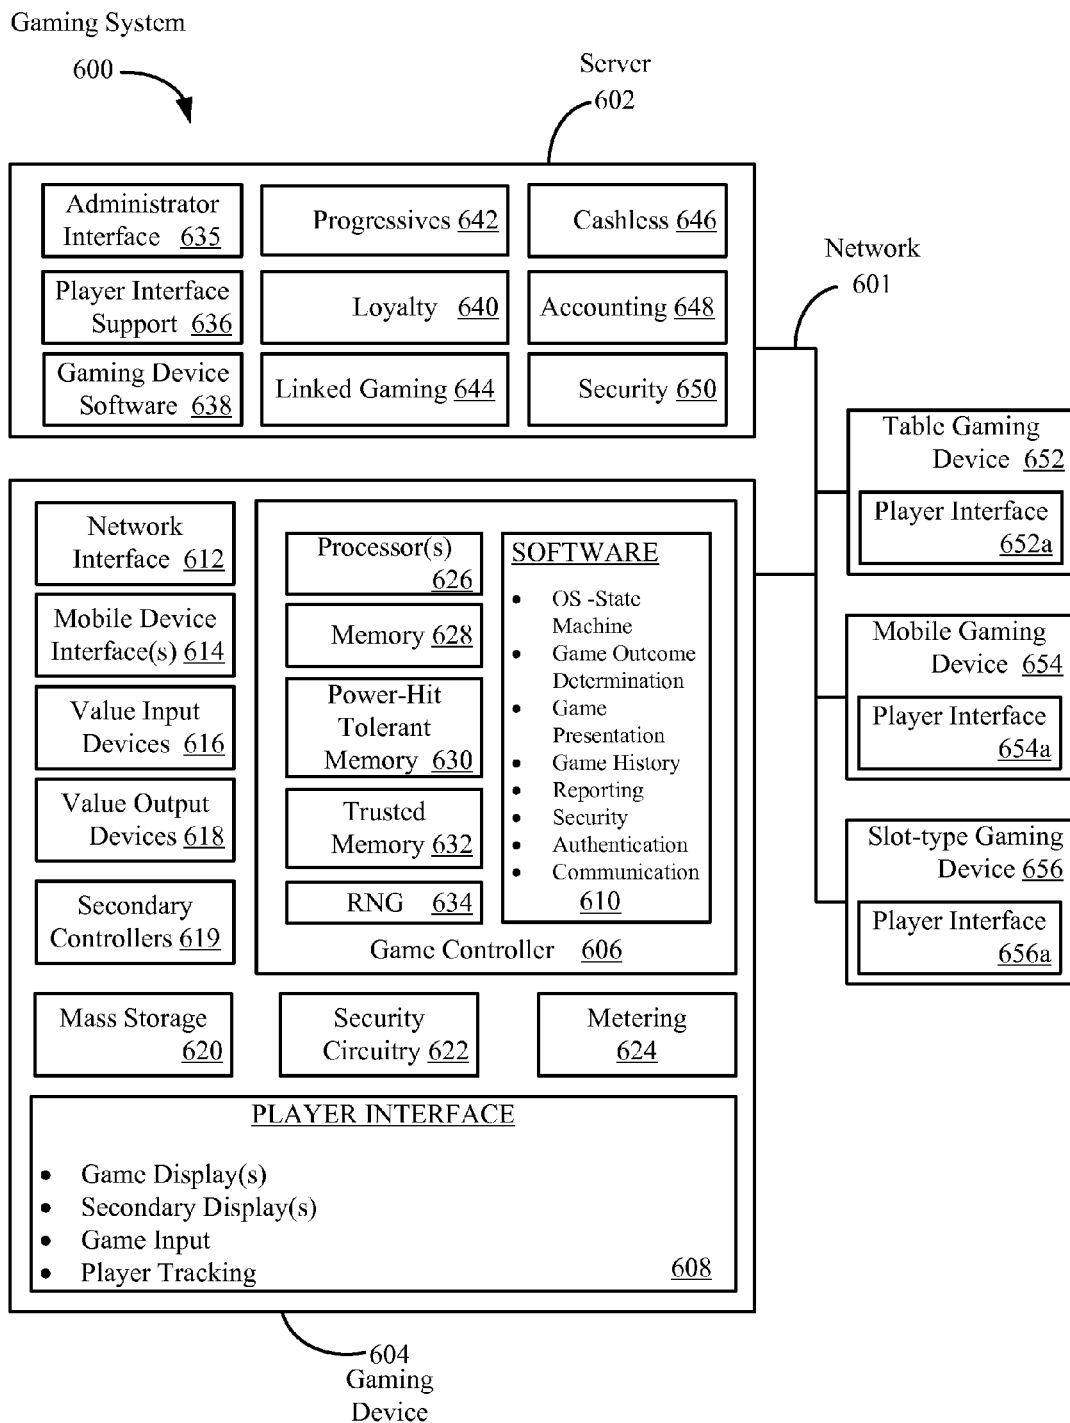 Gaming System
600
Server
602
Administrator
Interface 635
Progressives 642
Cashless 646
Player Interface
Support 636
Loyalty 640
Accounting 648
Gaming Device
Software 638
Linked Gaming 644
Security 650
Network
601
Table Gaming
Device 652
Player Interface
652a
Mobile Gaming
Device 654
Player Interface
654a
Slot-type Gaming
Device 656
Player Interface
656a
Network
Interface 612
Mobile Device
Interface(s) 614
Value Input
Devices 616
Value Output
Devices 618
Secondary
Controllers 619
Processor(s)
626
Memory 628
Power-Hit
Tolerant
Memory 630
Trusted
Memory 632
RNG 634
SOFTWARE
• OS -State
Machine
• Game Outcome
Determination
• Game
Presentation
• Game History
• Reporting
• Security
• Authentication
• Communication
610
Game Controller 606
Mass Storage
620
Security
Circuitry 622
Metering
624
PLAYER INTERFACE
• Game Display(s)
• Secondary Display(s)
• Game Input
• Player Tracking
608
604
Gaming
Device